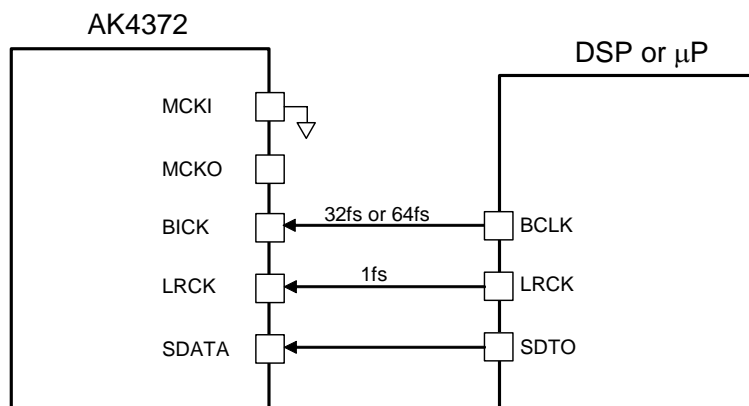 AK4372
DSP or μP
MCKI
MCKO
BICK
32fs or 64fs
BCLK
LRCK
1fs
LRCK
SDATA
SDTO